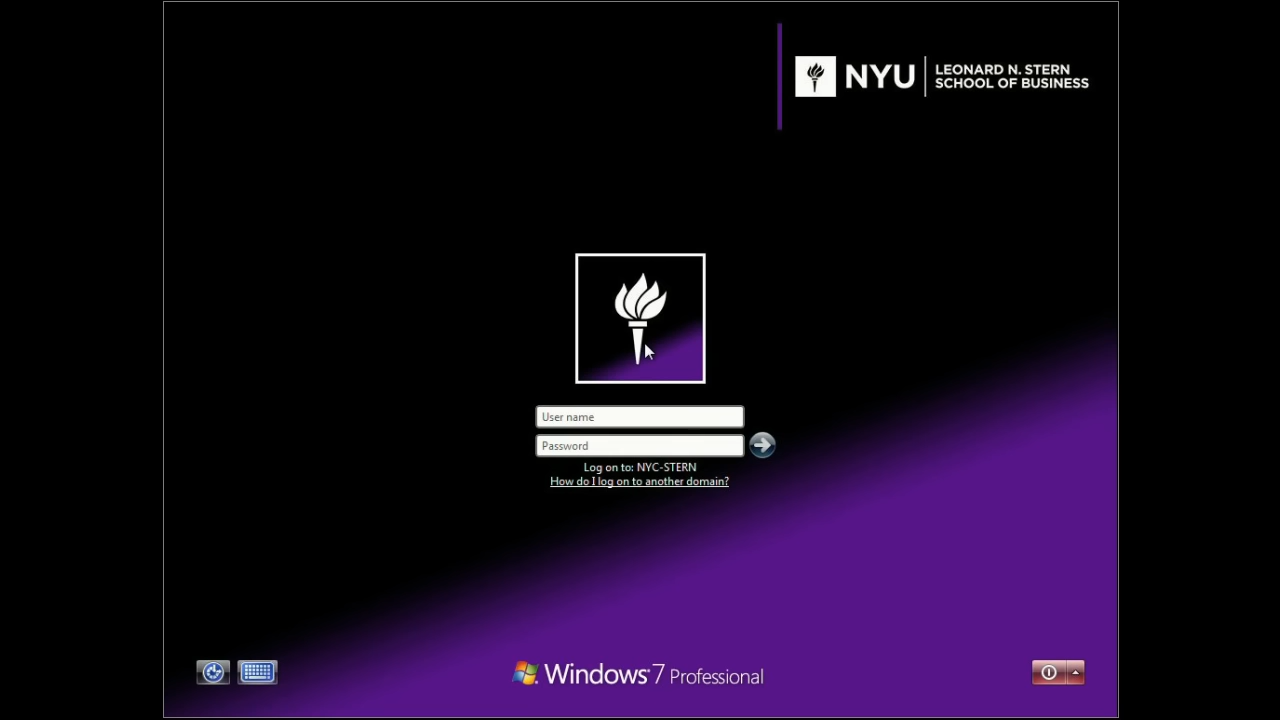 NYU
LEONARD N. STERN
SCHOOL OF BUSINESS
User name
Password
Log on to: NYC-STERN
How do I log on to another domain?
Windows 7 Professional